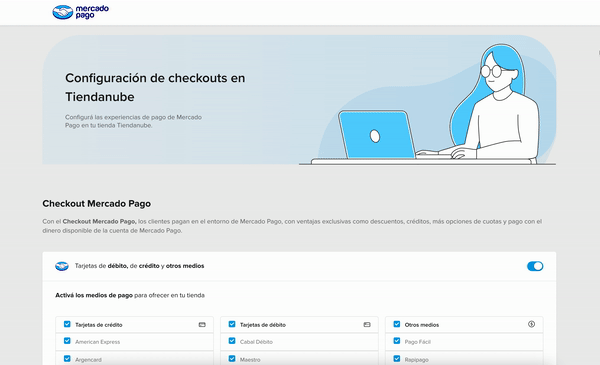 mercado
pago
Configuración de checkouts en
Tiendanube
Configurá las experiencias de pago de Mercado
Pago en tu tienda Tiendanube.
Checkout Mercado Pago
Con el Checkout Mercado Pago, los clientes pagan en el entorno de Mercado Pago, con ventajas exclusivas como descuentos, créditos, más opciones de cuotas y pago con el
dinero disponible de la cuenta de Mercado Pago.
Tarjetas de débito, de crédito y otros medios
Activá los medios de pago para ofrecer en tu tienda
Tarjetas de crédito
Tarjetas de débito
Otros medios
American Express
Cabal Débito
Pago Fácil
Argencard
Maestro
Rapipago